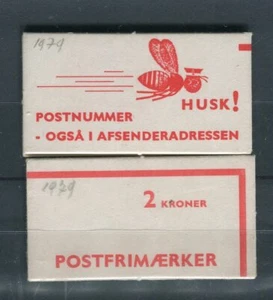 1979
HUSK!
POSTNUMMER
- OGSÅ I AFSENDERADRESSEN
1979
2 KRONER
POSTFRIMÆRKER